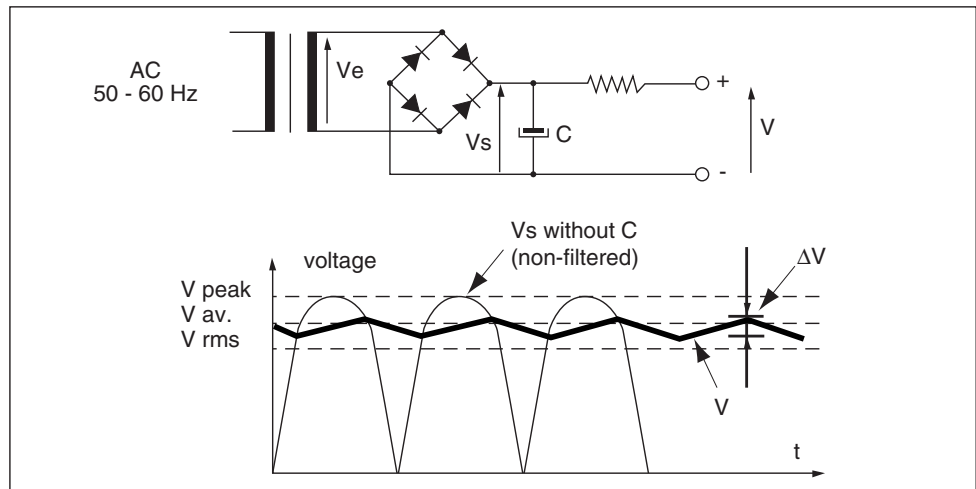 AC
50 - 60 Hz
Ve
Vs
C
+
V
-
voltage
Vs without C
(non-filtered)
ΔV
V peak
V av.
V rms
V
t